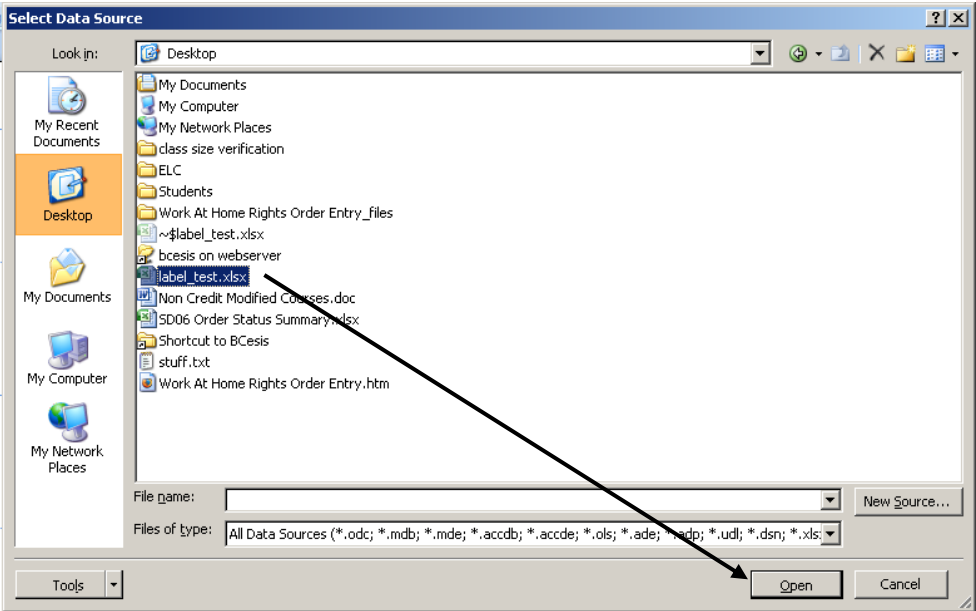 Select Data Source
Look in:
Desktop
My Recent
Documents
Desktop
My Documents
My Computer
My Network
Places
My Documents
My Computer
My Network Places
class size verification
ELC
Students
Work At Home Rights Order Entry_files
~$label_test.xlsx
bcesis on webserver
label_test.xlsx
Non Credit Modified Courses.doc
SD06 Order Status Summary.xlsx
Shortcut to BCesis
stuff.txt
Work At Home Rights Order Entry.htm
File name:
New Source...
Files of type:
All Data Sources (*.odc; *.mdb; *.mde; *.accdb; *.accde; *.ols; *.ade; *.adp; *.udl; *.dsn; *.xls;
Tools
Open
Cancel